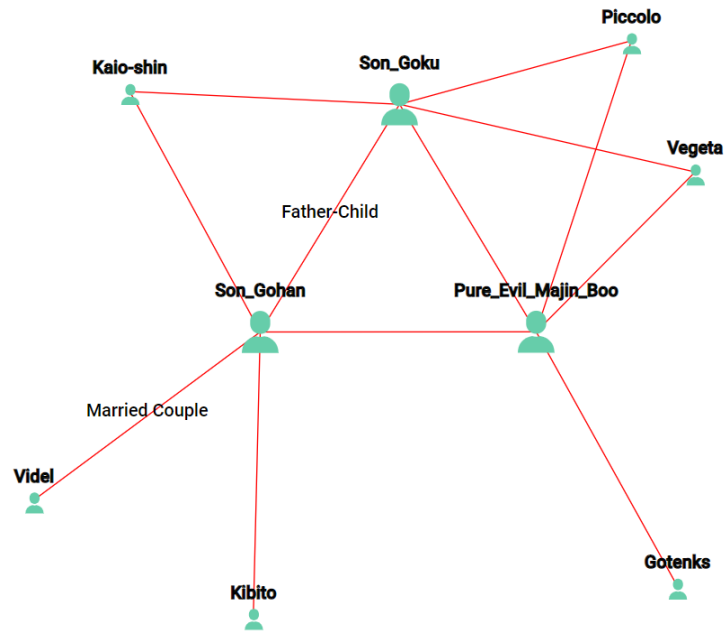 Piccolo
Son_Goku
Kaio-shin
Vegeta
Father-Child
Son_Gohan
Pure_Evil_Majin_Boo
Married Couple
Videl
Gotenks
Kibito